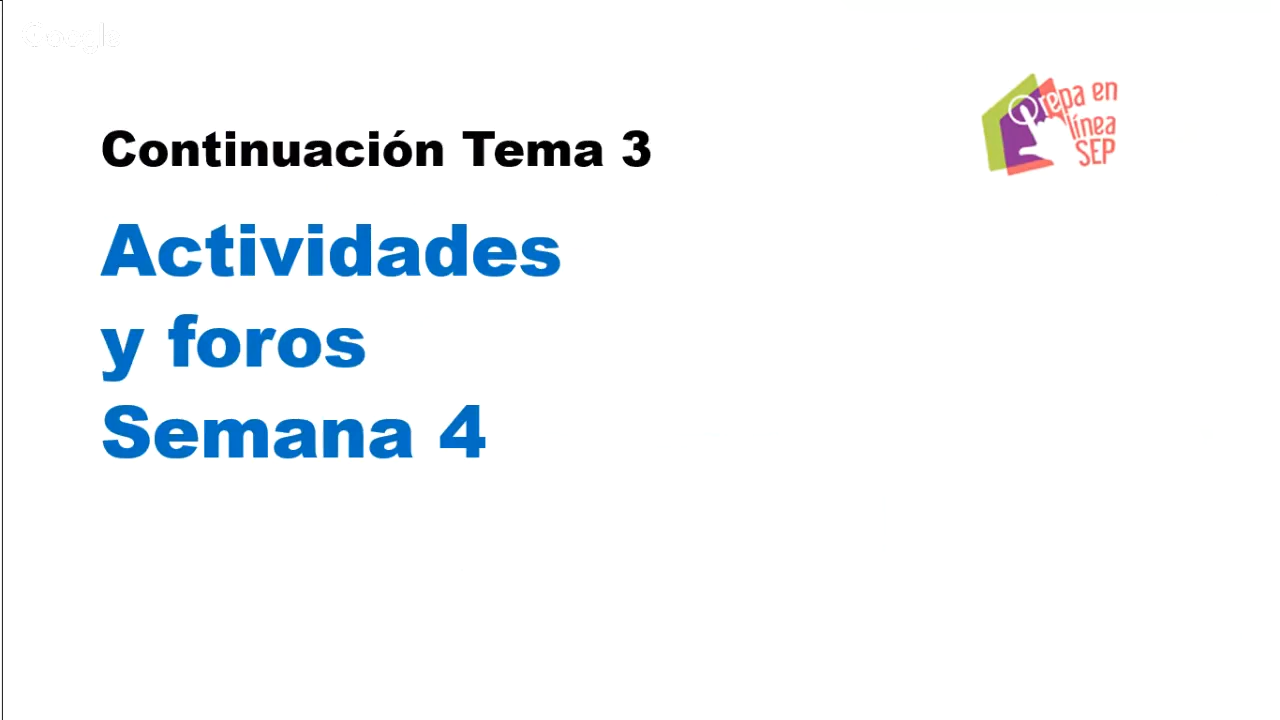 Google
Continuación Tema 3
Prepa en
línea
SEP
Actividades
y foros
Semana 4